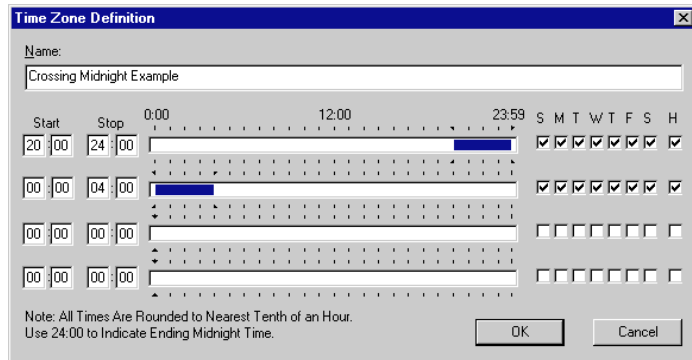 Time Zone Definition
Name:
Crossing Midnight Example
Start Stop 0:00 12:00 23:59 S M T W T F S H
20:00 24:00
00:00 04:00
00:00 00:00
00:00 00:00
Note: All Times Are Rounded to Nearest Tenth of an Hour.
Use 24:00 to Indicate Ending Midnight Time.
OK Cancel